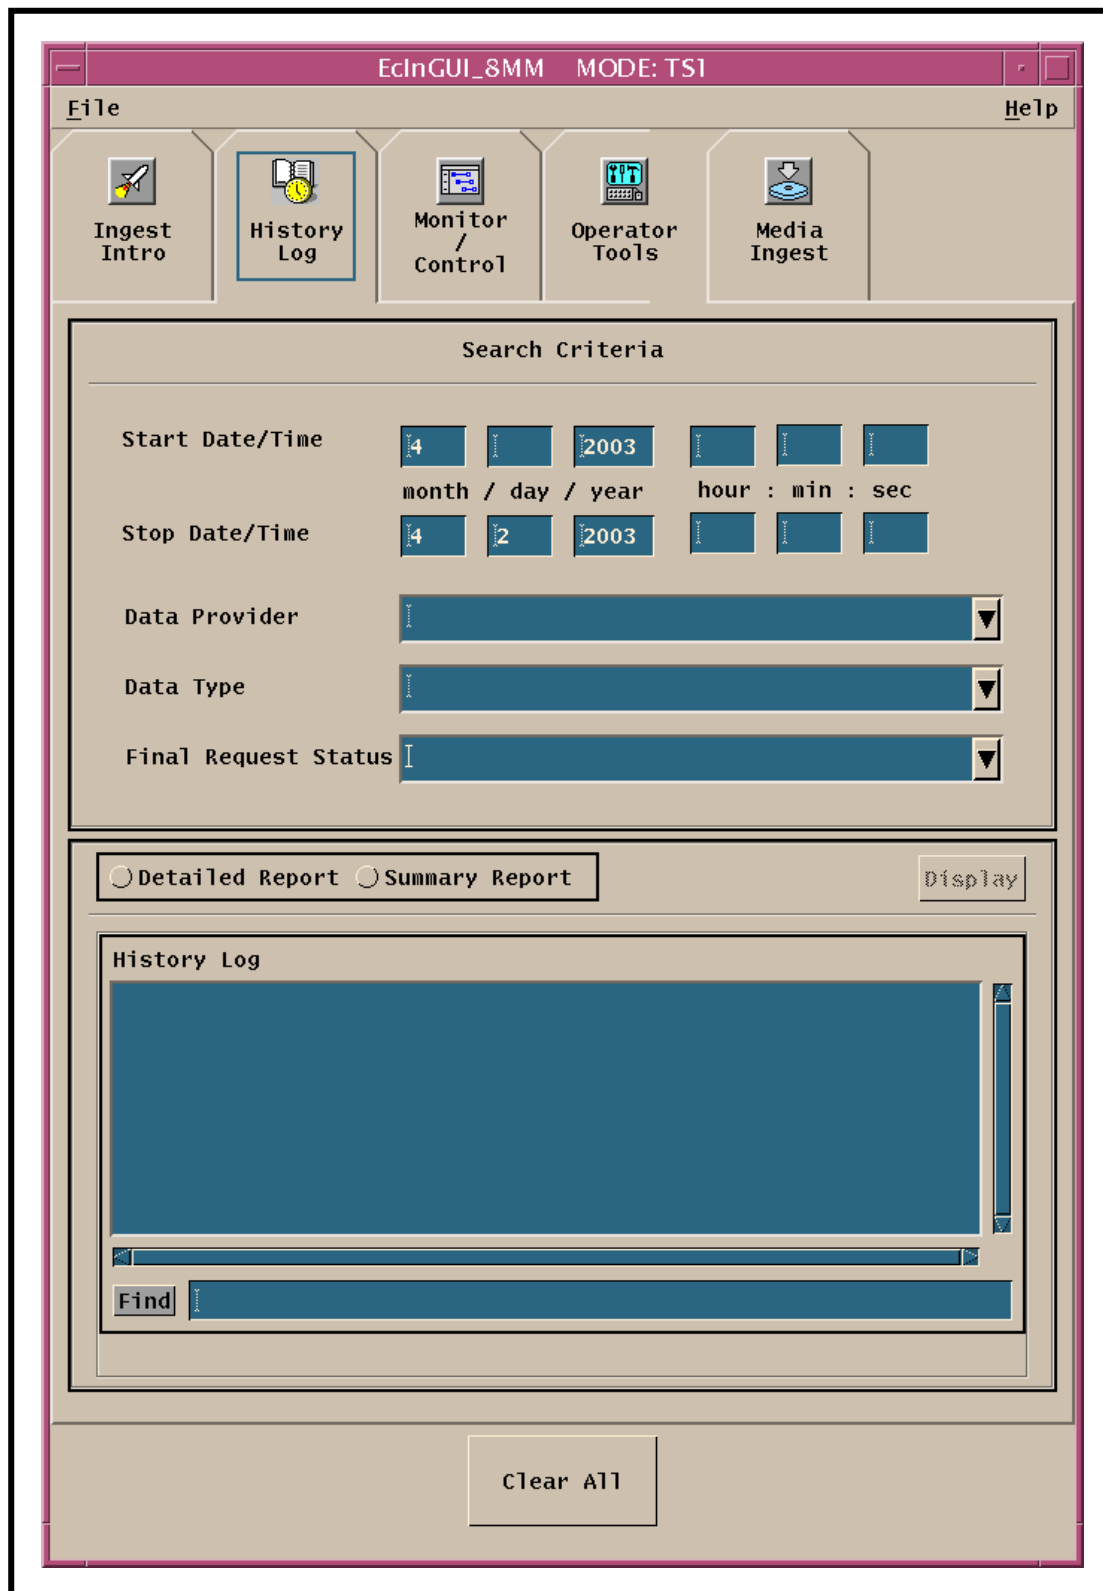 EcInGUI_8MM MODE: TS1
File Help
Ingest Intro
History Log
Monitor / Control
Operator Tools
Media Ingest
Search Criteria
Start Date/Time 4 2003
month / day / year hour : min : sec
Stop Date/Time 4 2 2003
Data Provider
Data Type
Final Request Status
Detailed Report Summary Report Display
History Log
Find
Clear All